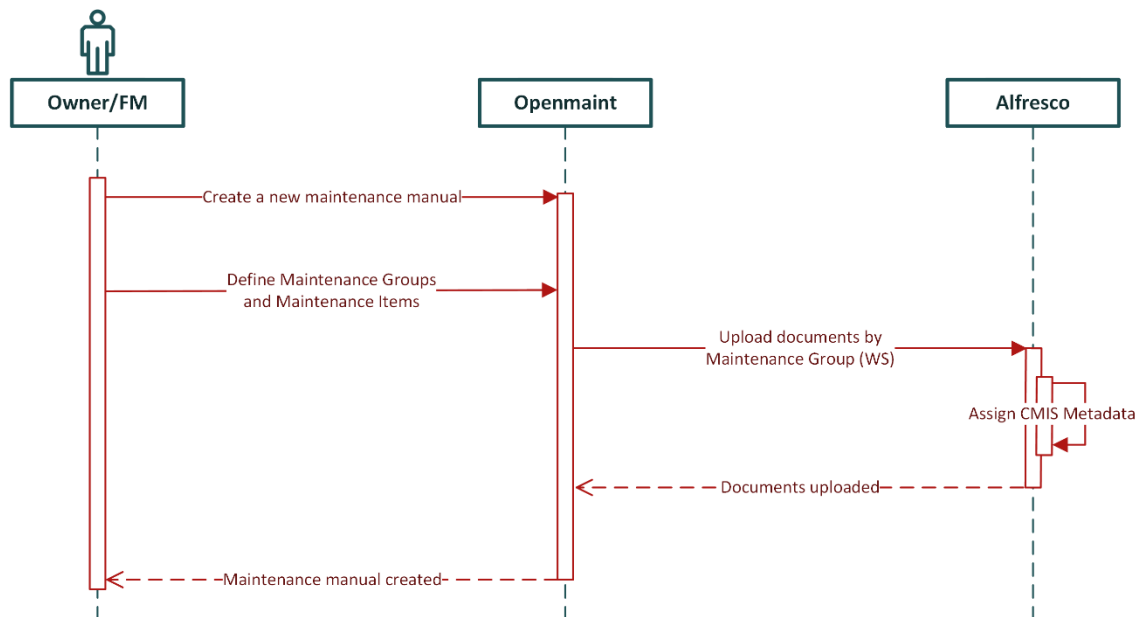 Owner/FM
Openmaint
Alfresco
Create a new maintenance manual
Define Maintenance Groups
and Maintenance Items
Upload documents by
Maintenance Group (WS)
Assign CMIS Metadata
Documents uploaded
Maintenance manual created